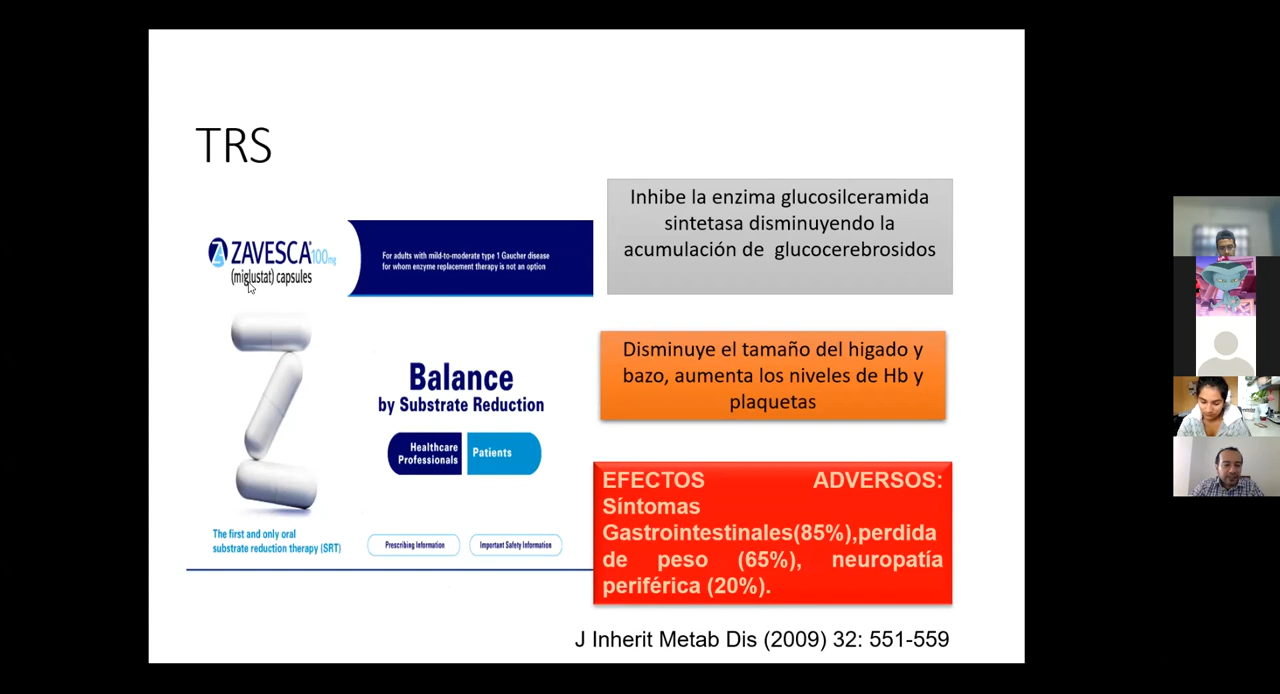 TRS
ZAVESCA® 100mg
(miglustat) capsules
For adults with mild-to-moderate type 1 Gaucher disease
for whom enzyme replacement therapy is not an option
Balance
by Substrate Reduction
Healthcare
Professionals
Patients
The first and only oral
substrate reduction therapy (SRT)
Prescribing Information
Important Safety Information
Inhibe la enzima glucosilceramida
sintetasa disminuyendo la
acumulación de glucocerebrosidos
Disminuye el tamaño del higado y
bazo, aumenta los niveles de Hb y
plaquetas
EFECTOS ADVERSOS:
Síntomas
Gastrointestinales(85%),perdida
de peso (65%), neuropatía
periférica (20%).
J Inherit Metab Dis (2009) 32: 551-559